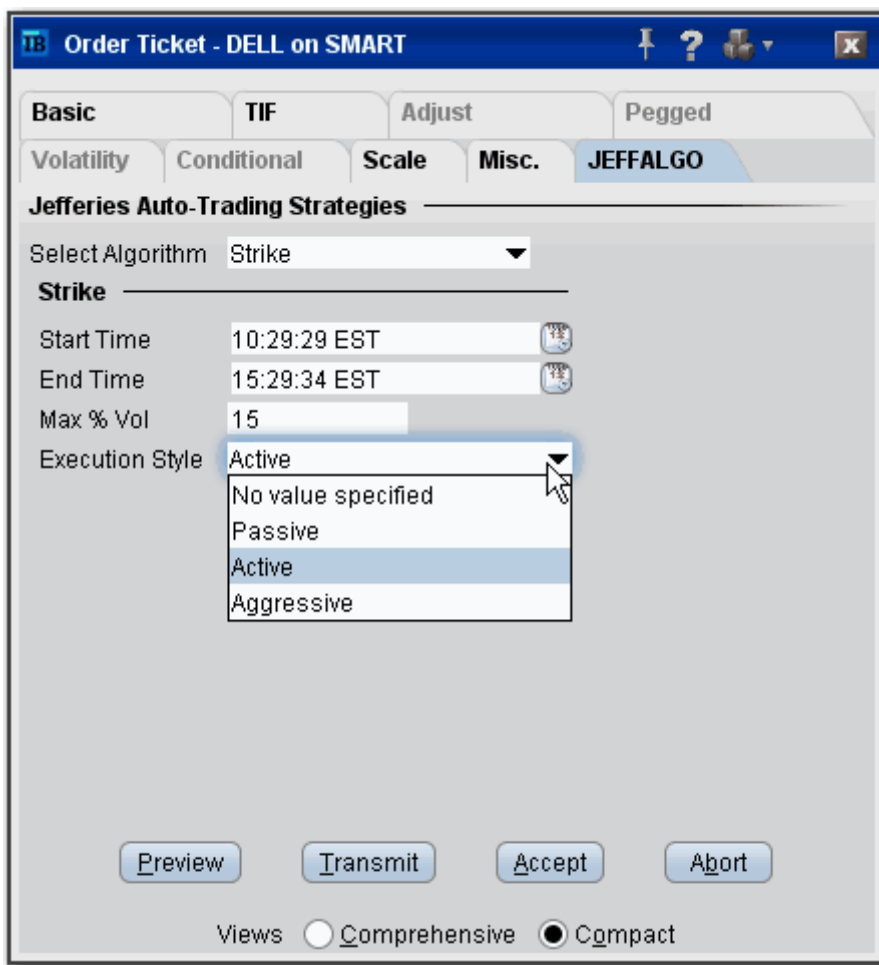 TB Order Ticket - DELL on SMART ?
Basic TIF Adjust Pegged
Volatility Conditional Scale Misc. JEFFALGO
Jefferies Auto-Trading Strategies
Select Algorithm Strike
Strike
Start Time 10:29:29 EST
End Time 15:29:34 EST
Max % Vol 15
Execution Style Active
No value specified
Passive
Active
Aggressive
Preview Transmit Accept Abort
Views Comprehensive Compact